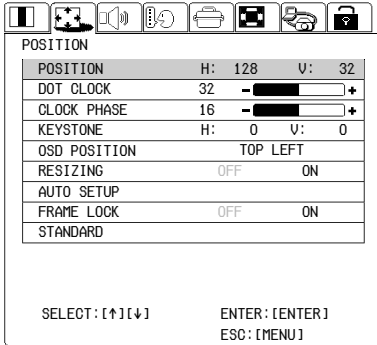 POSITION
POSITION H: 128 V: 32
DOT CLOCK 32 - +
CLOCK PHASE 16 - +
KEYSTONE H: 0 V: 0
OSD POSITION TOP LEFT
RESIZING OFF ON
AUTO SETUP
FRAME LOCK OFF ON
STANDARD
SELECT:[↑][↓] ENTER:[ENTER]
ESC:[MENU]